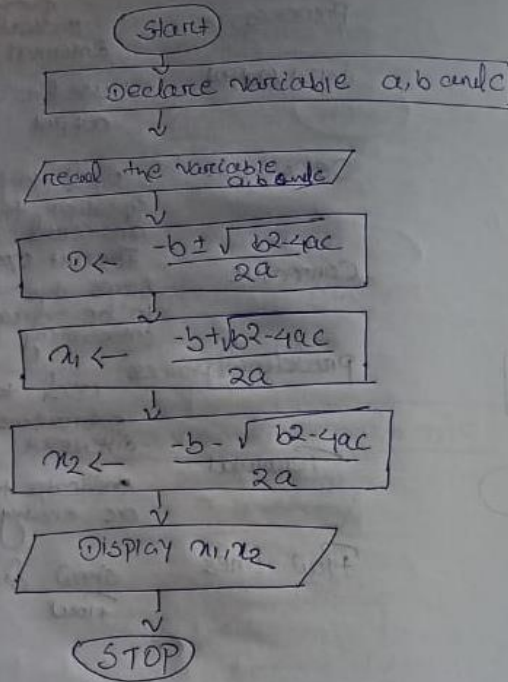 Start
Declare variable a, b and c
read the variable
a, b and c
D ← -b ± √b2-4ac / 2a
x1 ← -b+√b2-4ac / 2a
x2 ← -b - √b2-4ac / 2a
Display x1, x2
STOP